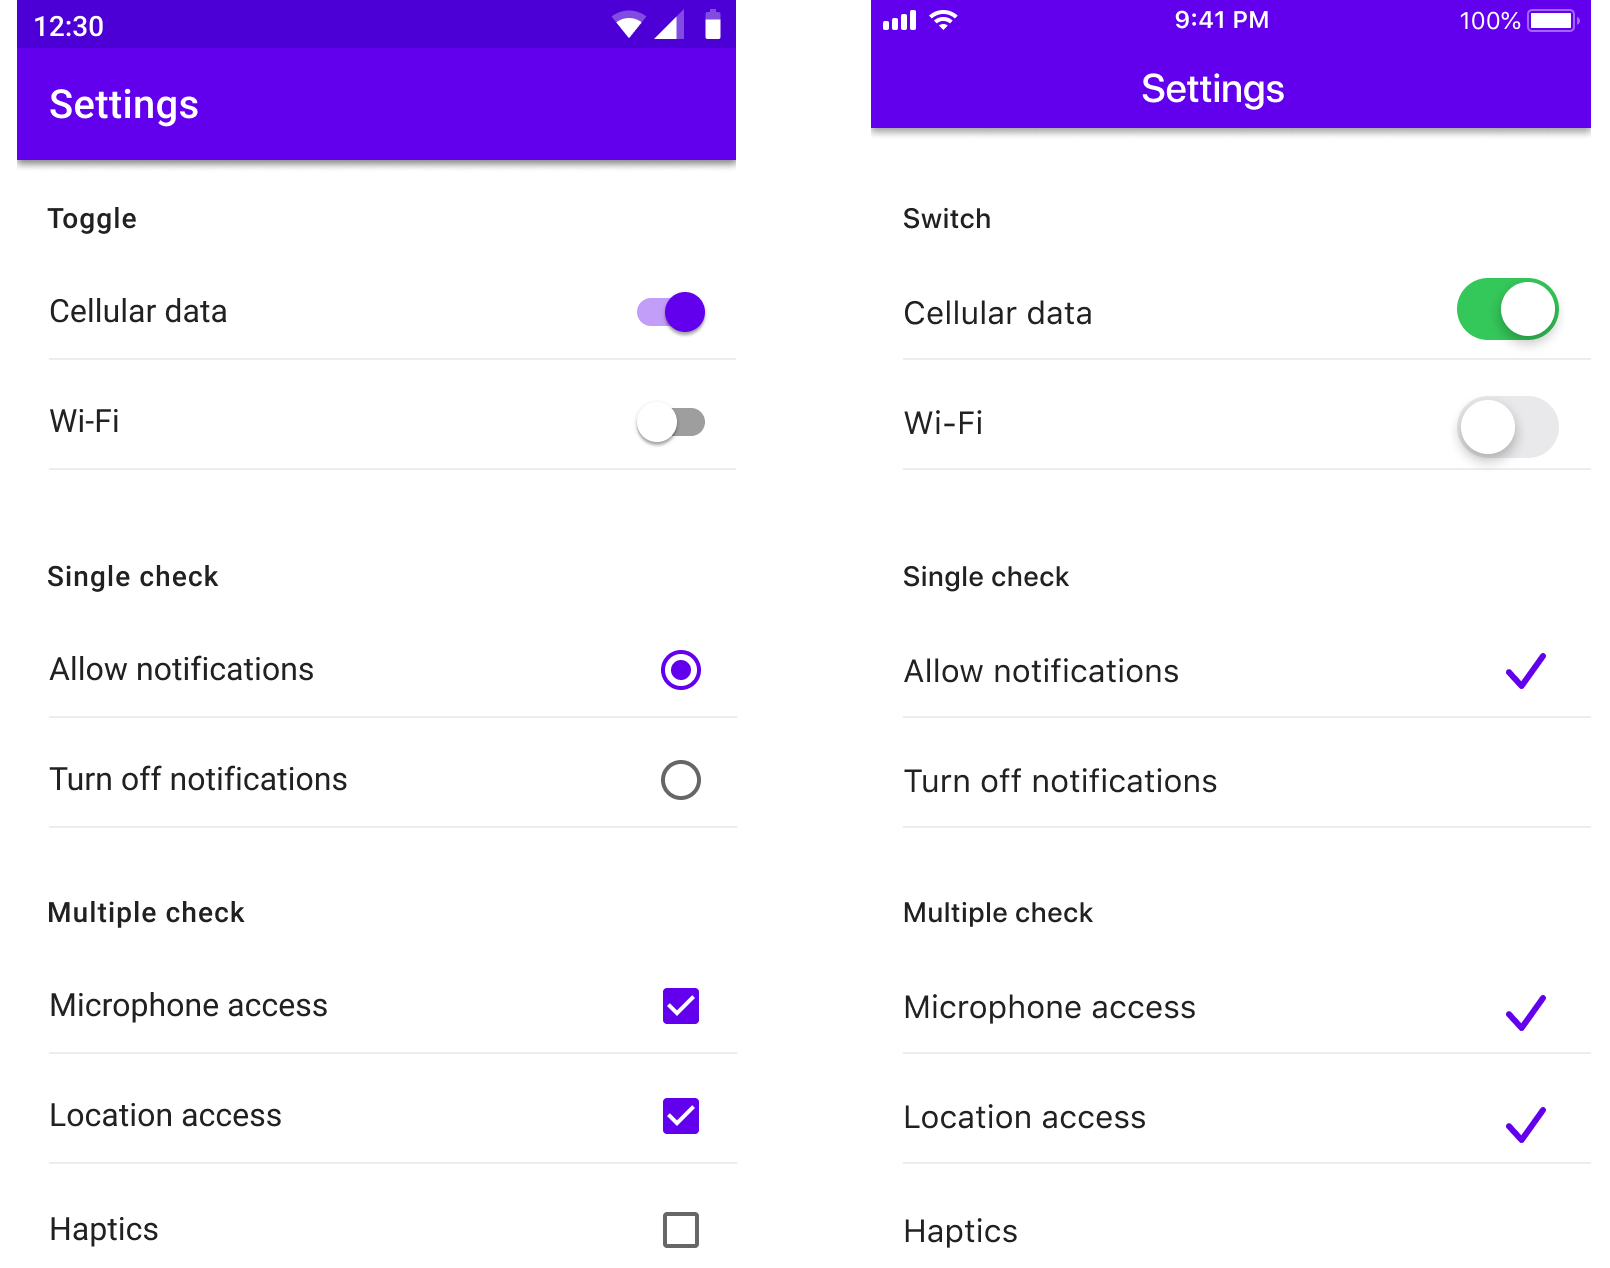 12:30
Settings
Toggle
Cellular data
Wi-Fi
Single check
Allow notifications
Turn off notifications
Multiple check
Microphone access
Location access
Haptics
9:41 PM
100%
Settings
Switch
Cellular data
Wi-Fi
Single check
Allow notifications
Turn off notifications
Multiple check
Microphone access
Location access
Haptics